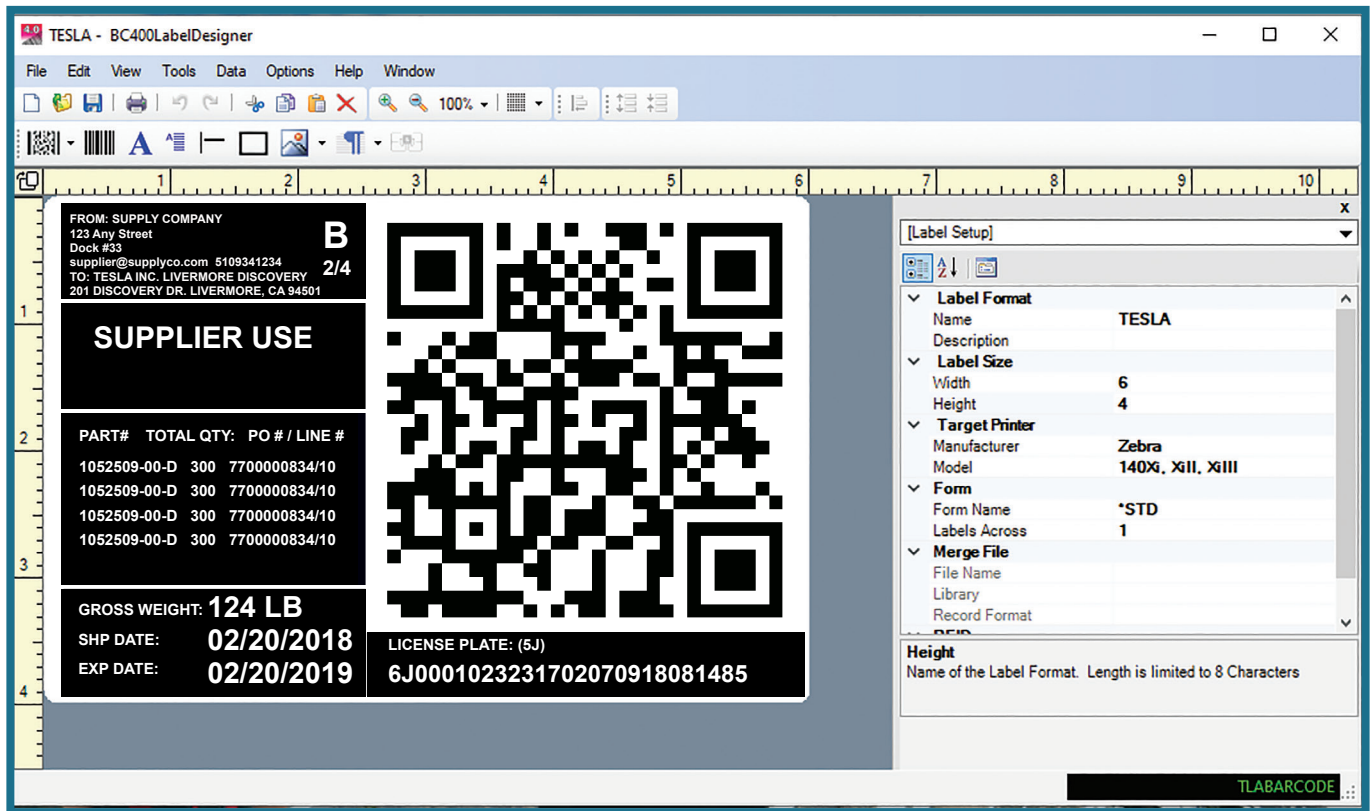 4.0
TESLA - BC400LabelDesigner
File Edit View Tools Data Options Help Window
100%
A
A
1 2 3 4 5 6 7 8 9 10
1
2
3
4
FROM: SUPPLY COMPANY
123 Any Street
Dock #33
supplier@supplyco.com 5109341234
TO: TESLA INC. LIVERMORE DISCOVERY
201 DISCOVERY DR. LIVERMORE, CA 94501
B
2/4
SUPPLIER USE
PART# TOTAL QTY: PO # / LINE #
1052509-00-D 300 7700000834/10
1052509-00-D 300 7700000834/10
1052509-00-D 300 7700000834/10
1052509-00-D 300 7700000834/10
GROSS WEIGHT: 124 LB
SHP DATE: 02/20/2018
EXP DATE: 02/20/2019
LICENSE PLATE: (5J)
6J0001023231702070918081485
x
[Label Setup]
A
Z
Label Format
Name TESLA
Description
Label Size
Width 6
Height 4
Target Printer
Manufacturer Zebra
Model 140Xi, XiII, XiIII
Form
Form Name *STD
Labels Across 1
Merge File
File Name
Library
Record Format
RFID
Height
Name of the Label Format. Length is limited to 8 Characters
TLABARCODE